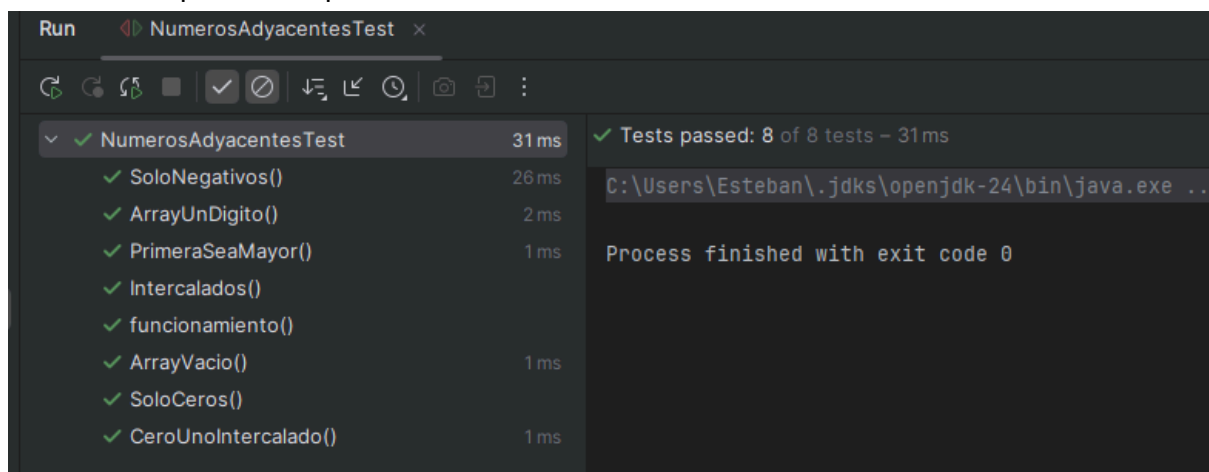 Run NumerosAdyacentesTest ×
NumerosAdyacentesTest 31 ms
SoloNegativos() 26 ms
ArrayUnDigito() 2 ms
PrimeraSeaMayor() 1 ms
Intercalados()
funcionamiento()
ArrayVacio() 1 ms
SoloCeros()
CeroUnoIntercalado() 1 ms
Tests passed: 8 of 8 tests – 31 ms
C:\Users\Esteban\.jdks\openjdk-24\bin\java.exe ..
Process finished with exit code 0